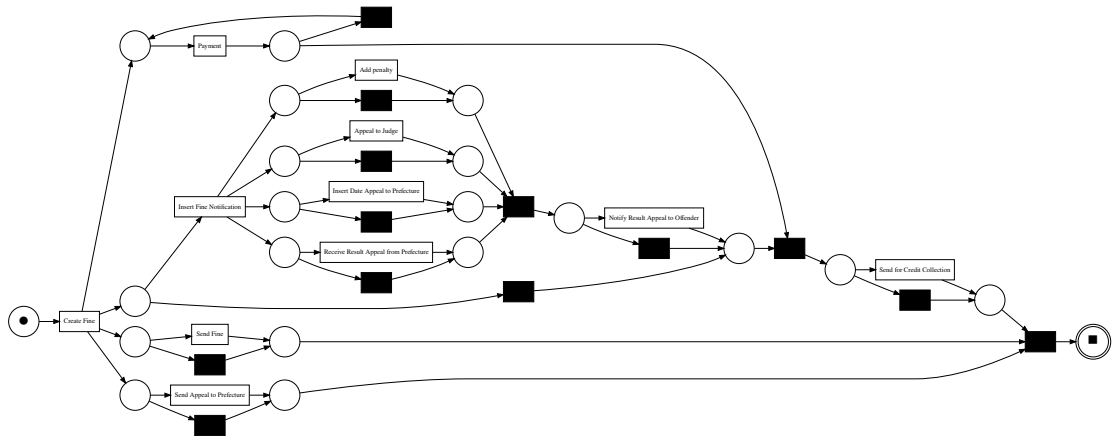 Payment
Add penalty
Appeal to Judge
Insert Date Appeal to Prefecture
Insert Fine Notification
Notify Result Appeal to Offender
Receive Result Appeal from Prefecture
Send for Credit Collection
Create Fine
Send Fine
Send Appeal to Prefecture